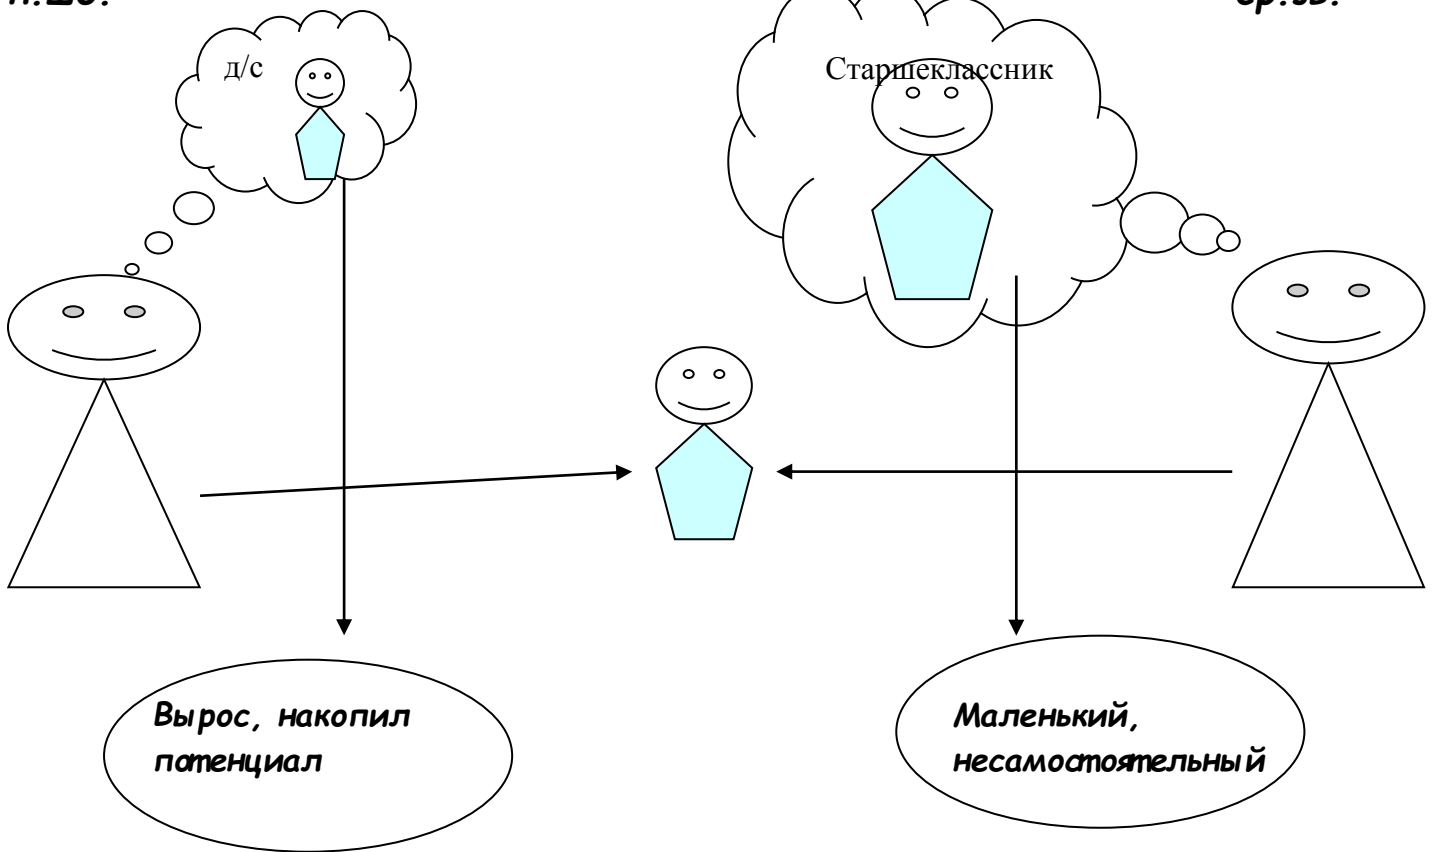 д/с
Старшеклассник
Вырос, накопил
потенциал
Маленький,
несамостоятельный